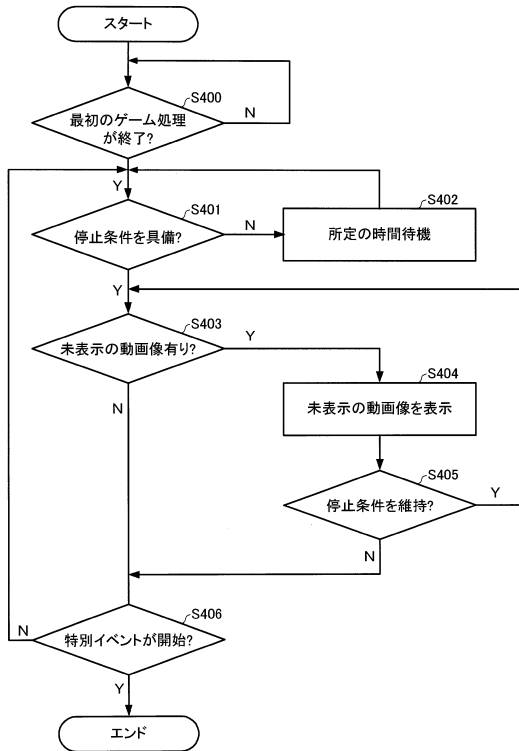 スタート
S400
最初のゲーム処理
が終了?
N
Y
S401
停止条件を具備?
N
S402
所定の時間待機
Y
S403
未表示の動画像有り?
Y
N
S404
未表示の動画像を表示
S405
停止条件を維持?
Y
N
S406
特別イベントが開始?
N
Y
エンド